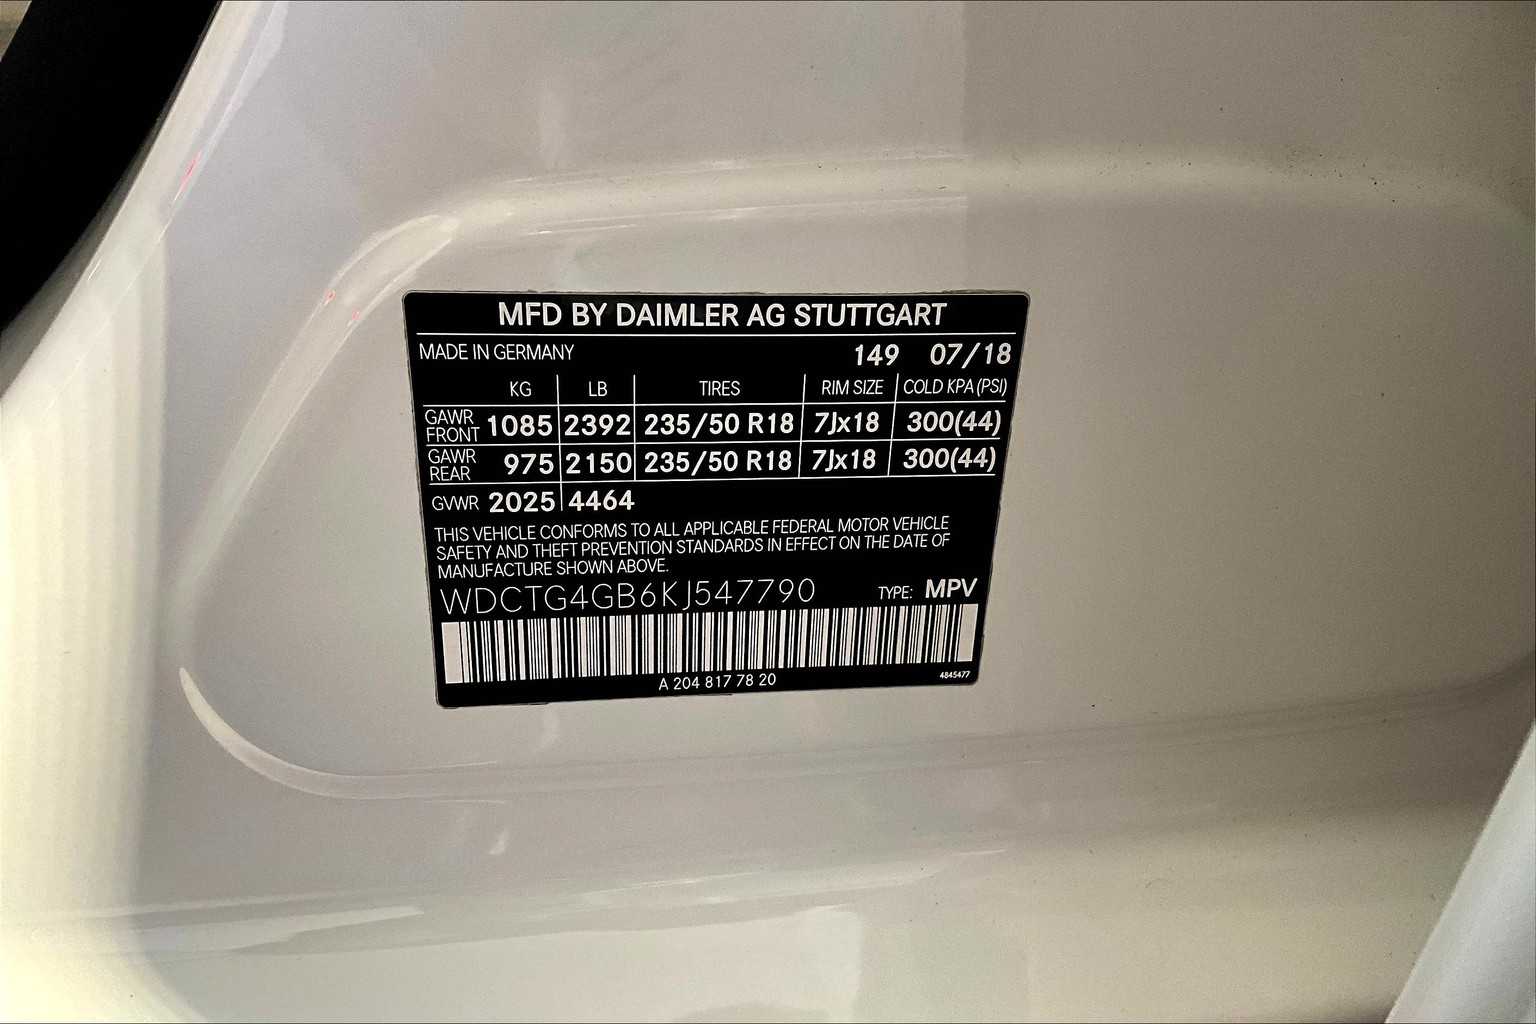 MFD BY DAIMLER AG STUTTGART
MADE IN GERMANY 149 07/18
KG LB TIRES RIM SIZE COLD KPA (PSI)
GAWR FRONT 1085 2392 235/50 R18 7Jx18 300(44)
GAWR REAR 975 2150 235/50 R18 7Jx18 300(44)
GVWR 2025 4464
THIS VEHICLE CONFORMS TO ALL APPLICABLE FEDERAL MOTOR VEHICLE
SAFETY AND THEFT PREVENTION STANDARDS IN EFFECT ON THE DATE OF
MANUFACTURE SHOWN ABOVE.
WDCTG4GB6KJ547790 TYPE: MPV
A 204 817 78 20 4845477